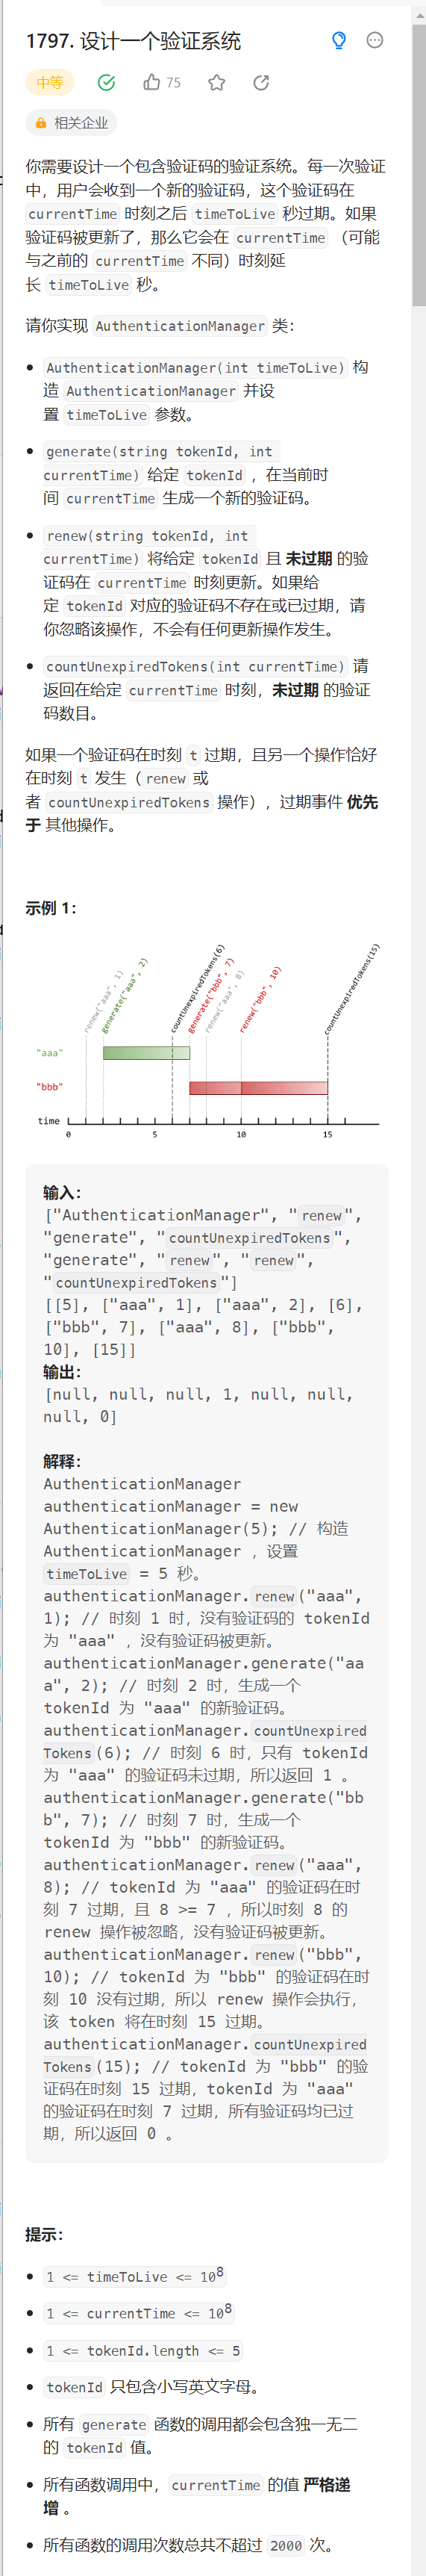 1797. 设计一个验证系统
中等 75
相关企业
你需要设计一个包含验证码的验证系统。每一次验证
中，用户会收到一个新的验证码，这个验证码在
currentTime 时刻之后 timeToLive 秒过期。如果
验证码被更新了，那么它会在 currentTime （可能
与之前的 currentTime 不同）时刻延
长 timeToLive 秒。
请你实现 AuthenticationManager 类：
AuthenticationManager(int timeToLive) 构
造 AuthenticationManager 并设
置 timeToLive 参数。
generate(string tokenId, int
currentTime) 给定 tokenId ，在当前时
间 currentTime 生成一个新的验证码。
renew(string tokenId, int
currentTime) 将给定 tokenId 且 未过期 的验
证码在 currentTime 时刻更新。如果给
定 tokenId 对应的验证码不存在或已过期，请
你忽略该操作，不会有任何更新操作发生。
countUnexpiredTokens(int currentTime) 请
返回在给定 currentTime 时刻，未过期 的验证
码数目。
如果一个验证码在时刻 t 过期，且另一个操作恰好
在时刻 t 发生（renew 或
者 countUnexpiredTokens 操作），过期事件 优先
于 其他操作。
示例 1：
renew("aaa", 1)
generate("aaa", 2)
countUnexpiredTokens(6)
generate("bbb", 7)
renew("aaa", 8)
renew("bbb", 10)
countUnexpiredTokens(15)
"aaa"
"bbb"
time
0 5 10 15
输入：
["AuthenticationManager", "renew",
"generate", "countUnexpiredTokens",
"generate", "renew", "renew",
"countUnexpiredTokens"]
[[5], ["aaa", 1], ["aaa", 2], [6],
["bbb", 7], ["aaa", 8], ["bbb",
10], [15]]
输出：
[null, null, null, 1, null, null,
null, 0]
解释：
AuthenticationManager
authenticationManager = new
AuthenticationManager(5); // 构造
AuthenticationManager ，设置
timeToLive = 5 秒。
authenticationManager.renew("aaa",
1); // 时刻 1 时，没有验证码的 tokenId
为 "aaa" ，没有验证码被更新。
authenticationManager.generate("aa
a", 2); // 时刻 2 时，生成一个
tokenId 为 "aaa" 的新验证码。
authenticationManager.countUnexpired
Tokens(6); // 时刻 6 时，只有 tokenId
为 "aaa" 的验证码未过期，所以返回 1 。
authenticationManager.generate("bb
b", 7); // 时刻 7 时，生成一个
tokenId 为 "bbb" 的新验证码。
authenticationManager.renew("aaa",
8); // tokenId 为 "aaa" 的验证码在时
刻 7 过期，且 8 >= 7 ，所以时刻 8 的
renew 操作被忽略，没有验证码被更新。
authenticationManager.renew("bbb",
10); // tokenId 为 "bbb" 的验证码在时
刻 10 没有过期，所以 renew 操作会执行，
该 token 将在时刻 15 过期。
authenticationManager.countUnexpired
Tokens(15); // tokenId 为 "bbb" 的验
证码在时刻 15 过期，tokenId 为 "aaa"
的验证码在时刻 7 过期，所有验证码均已过
期，所以返回 0 。
提示：
1 <= timeToLive <= 10⁸
1 <= currentTime <= 10⁸
1 <= tokenId.length <= 5
tokenId 只包含小写英文字母。
所有 generate 函数的调用都会包含独一无二
的 tokenId 值。
所有函数调用中，currentTime 的值 严格递
增 。
所有函数的调用次数总共不超过 2000 次。